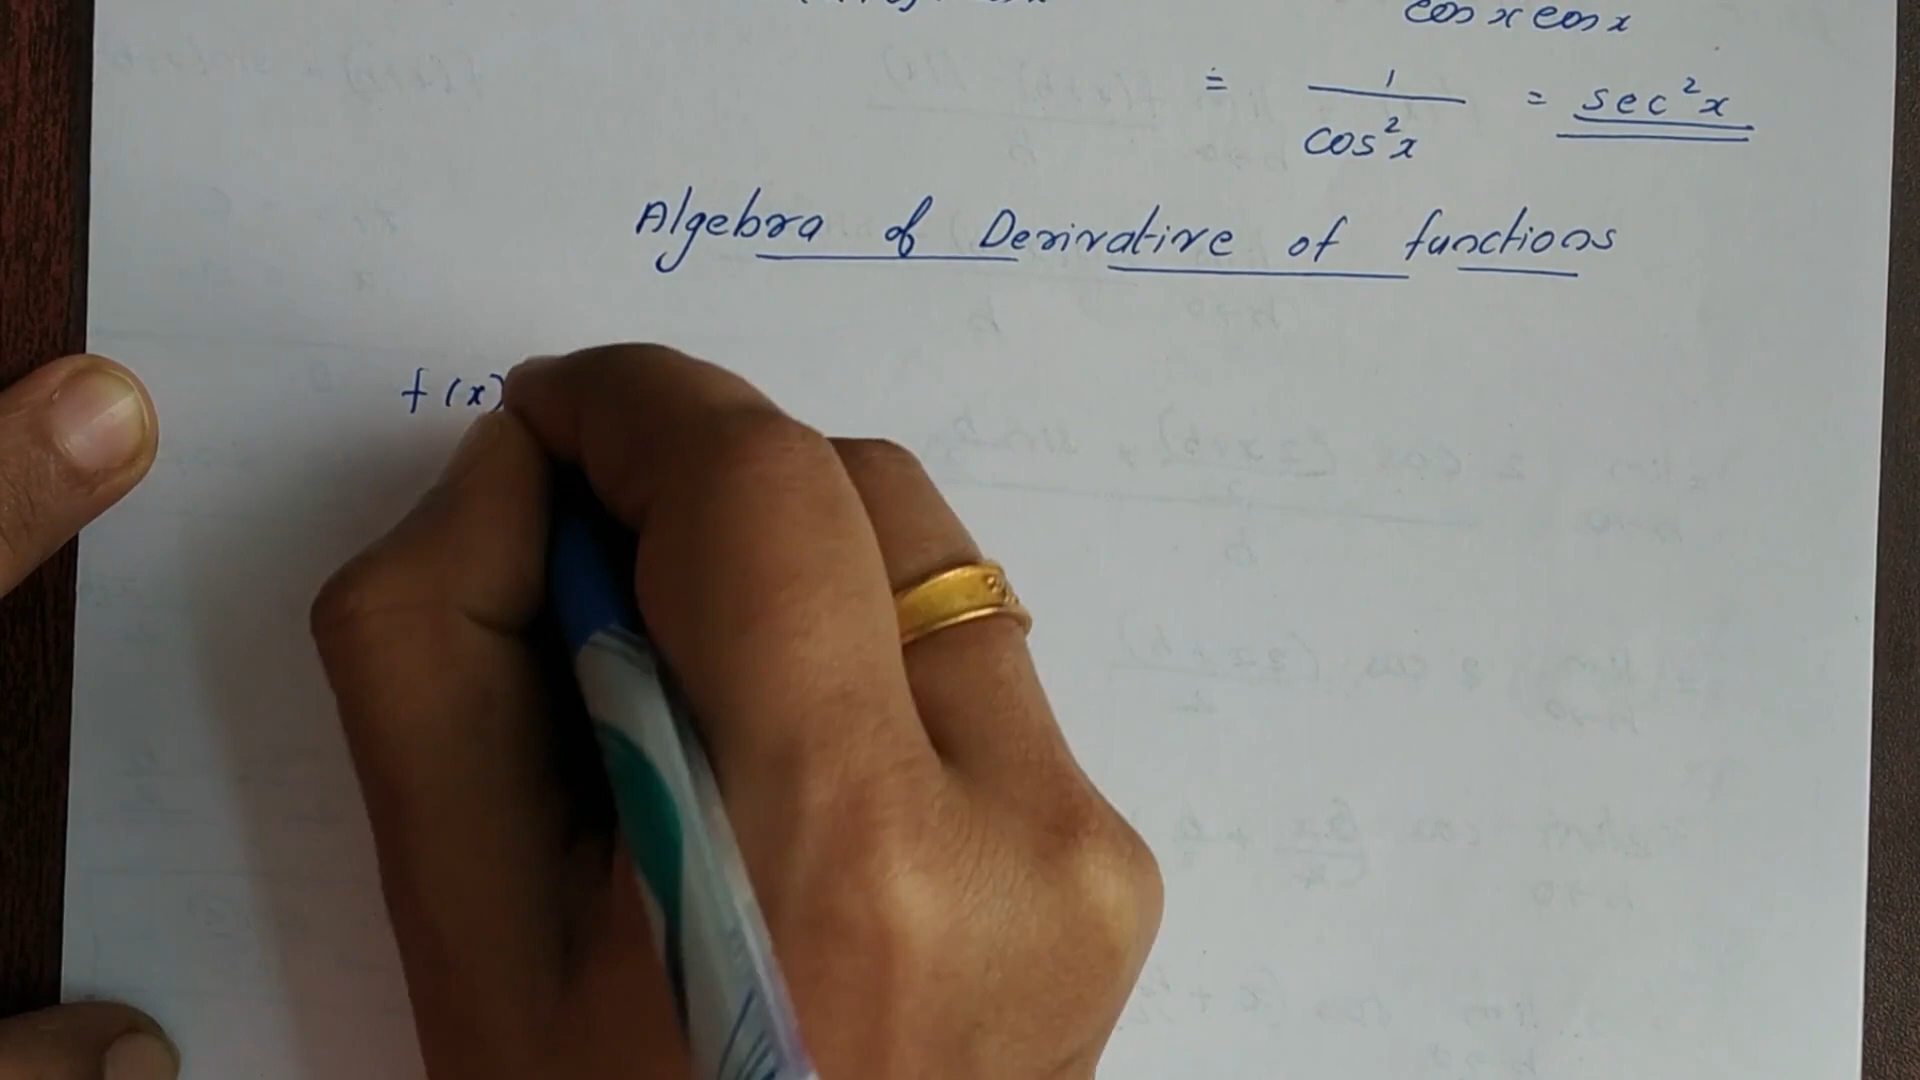 cos x cos x
= 1/cos²x = sec²x
Algebra of Derivative of functions
f(x)